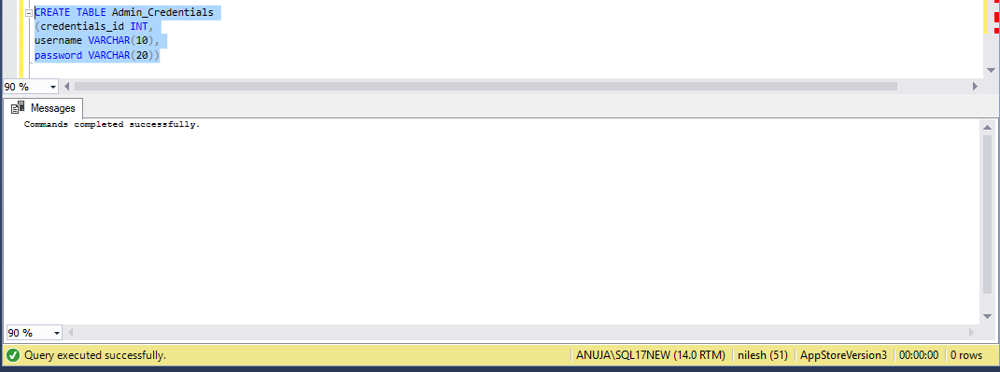 CREATE TABLE Admin_Credentials
(credentials_id INT,
username VARCHAR(10),
password VARCHAR(20))
90 %
Messages
Commands completed successfully.
90 %
Query executed successfully.
ANUJA\SQL17NEW (14.0 RTM)
nilesh (51)
AppStoreVersion3
00:00:00
0 rows